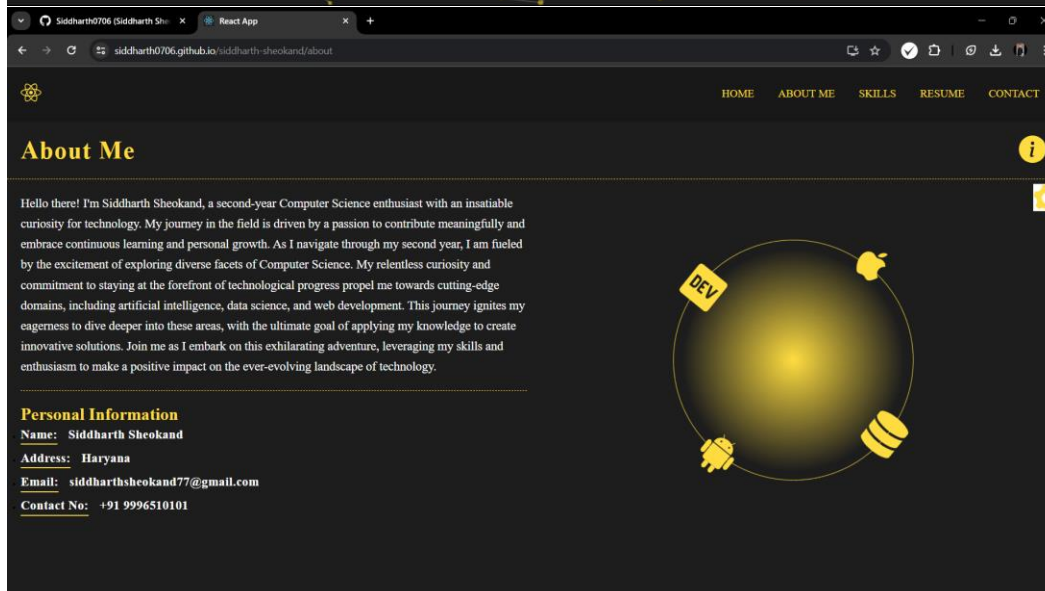 Siddharth0706 (Siddharth She
React App
siddharth0706.github.io/siddharth-sheokand/about
HOME ABOUT ME SKILLS RESUME CONTACT
About Me
i
Hello there! I'm Siddharth Sheokand, a second-year Computer Science enthusiast with an insatiable
curiosity for technology. My journey in the field is driven by a passion to contribute meaningfully and
embrace continuous learning and personal growth. As I navigate through my second year, I am fueled
by the excitement of exploring diverse facets of Computer Science. My relentless curiosity and
commitment to staying at the forefront of technological progress propel me towards cutting-edge
domains, including artificial intelligence, data science, and web development. This journey ignites my
eagerness to dive deeper into these areas, with the ultimate goal of applying my knowledge to create
innovative solutions. Join me as I embark on this exhilarating adventure, leveraging my skills and
enthusiasm to make a positive impact on the ever-evolving landscape of technology.
DEV
Personal Information
Name: Siddharth Sheokand
Address: Haryana
Email: siddharthsheokand77@gmail.com
Contact No: +91 9996510101